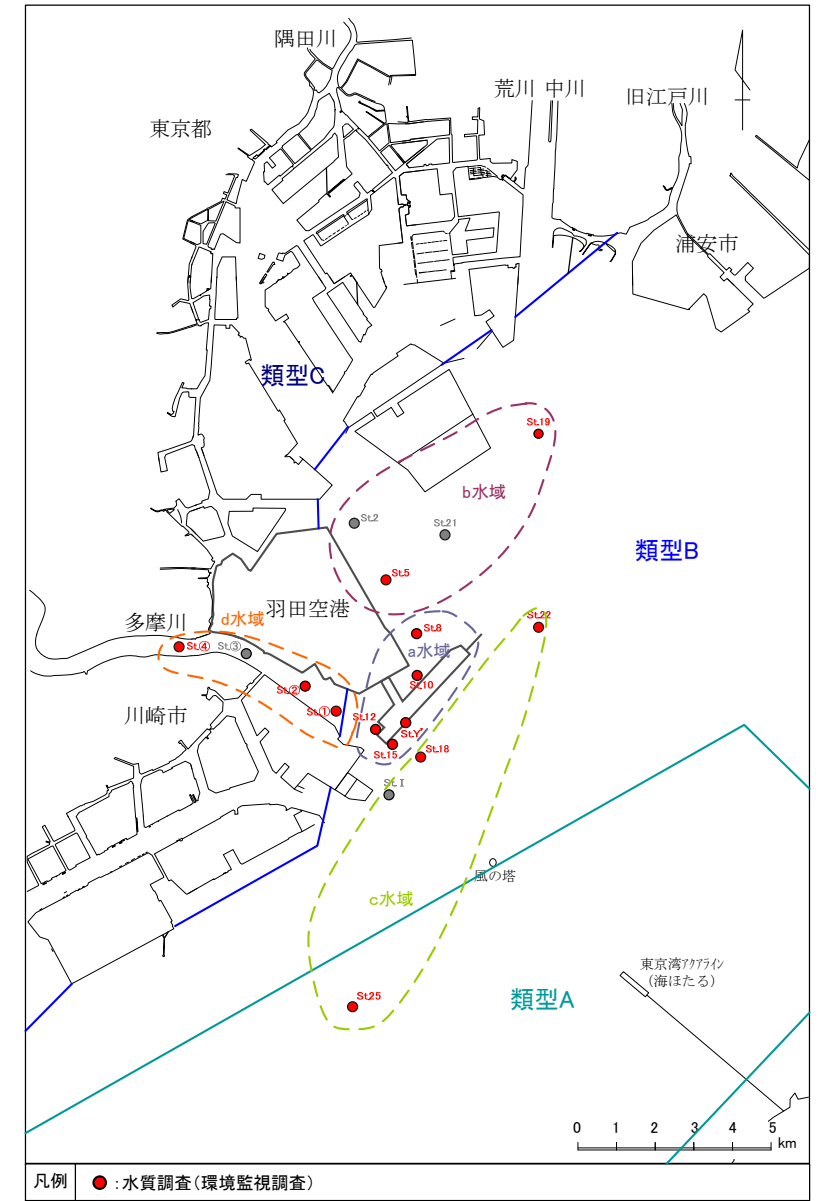 隅田川
荒川 中川
旧江戸川
東京都
浦安市
類型C
St.19
b水域
St.2
St.21
類型B
St.5
羽田空港
St.22
多摩川
d水域
St.8
St.④
St.③
a水域
St.10
St.②
川崎市
St.①
St.12
St.Y'
St.15
St.18
St.I
風の塔
c水域
東京湾アクアライン
(海ほたる)
St.25
類型A
0 1 2 3 4 5
km
凡例
:水質調査(環境監視調査)